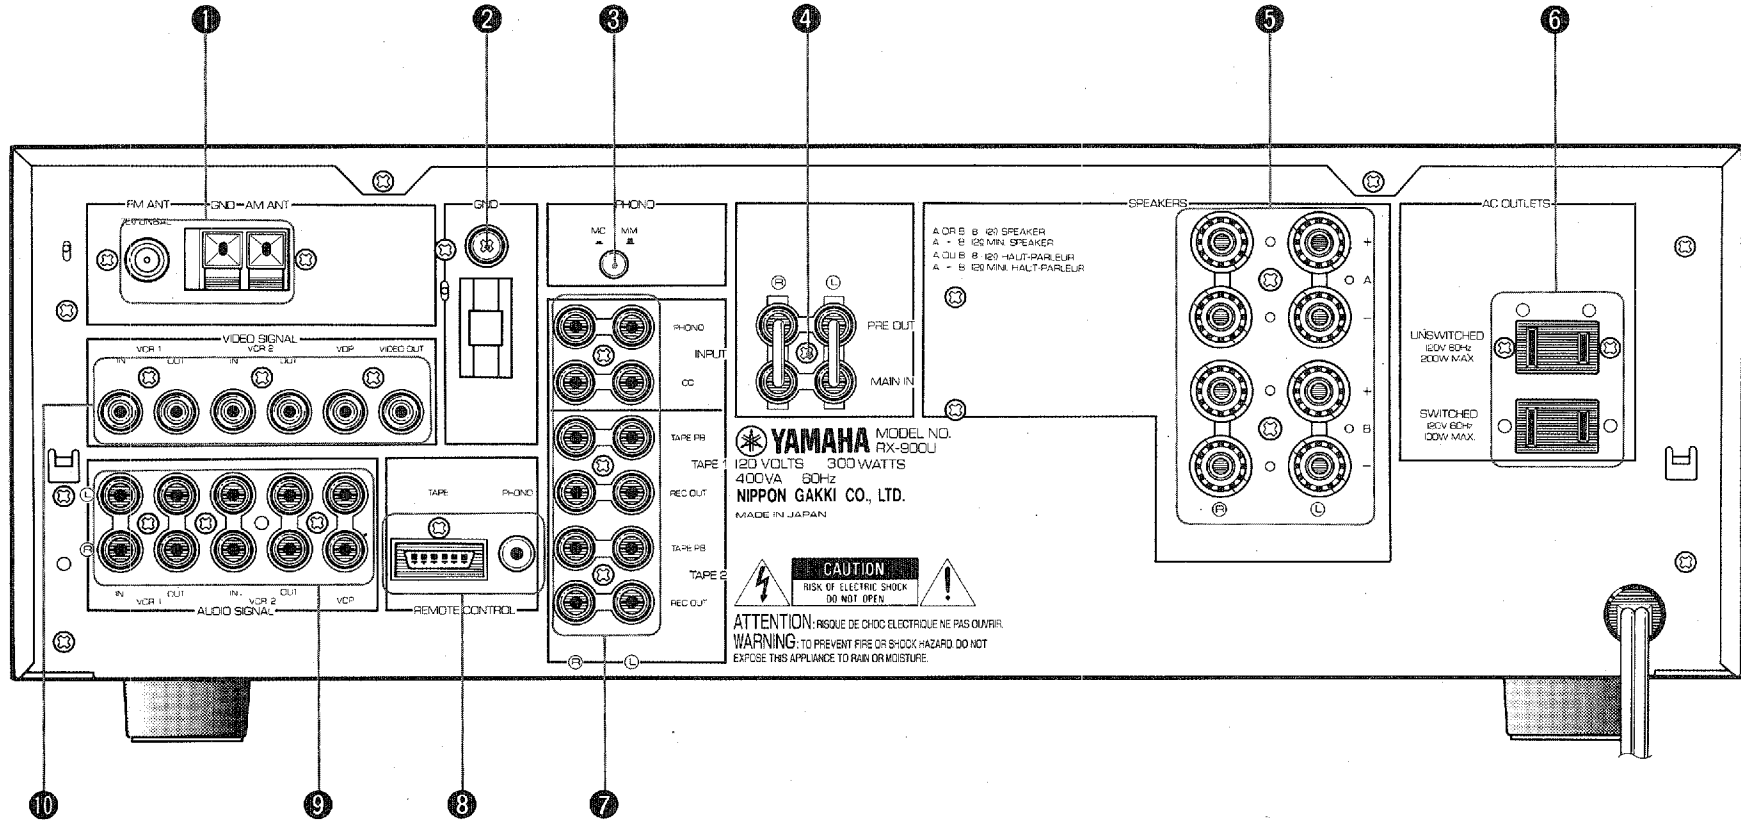 1 2 3 4 5 6
FM ANT GND AM ANT
75Ω UNBAL.
GND
PHONO
MC MM
VIDEO SIGNAL
VCR 1 VCR 2 VDP VIDEO OUT
IN OUT IN OUT
PHONO
INPUT
CD
TAPE PB
TAPE 1
REC OUT
TAPE PB
TAPE 2
REC OUT
R L
R L
PRE OUT
MAIN IN
SPEAKERS
A OR B 8-12Ω SPEAKER
A + B 12Ω MIN. SPEAKER
A OU B 8-12Ω HAUT-PARLEUR
A + B 12Ω MINI. HAUT-PARLEUR
+
A
−
+
B
−
R L
AC OUTLETS
UNSWITCHED
120V 60Hz
200W MAX.
SWITCHED
120V 60Hz
100W MAX.
L
R
IN OUT IN OUT
VCR 1 VCR 2 VDP
AUDIO SIGNAL
TAPE PHONO
REMOTE CONTROL
YAMAHA MODEL NO.
RX-900U
120 VOLTS 300 WATTS
400VA 60Hz
NIPPON GAKKI CO., LTD.
MADE IN JAPAN
CAUTION
RISK OF ELECTRIC SHOCK
DO NOT OPEN
!
ATTENTION: RISQUE DE CHOC ELECTRIQUE NE PAS OUVRIR.
WARNING: TO PREVENT FIRE OR SHOCK HAZARD, DO NOT
EXPOSE THIS APPLIANCE TO RAIN OR MOISTURE.
10 9 8 7